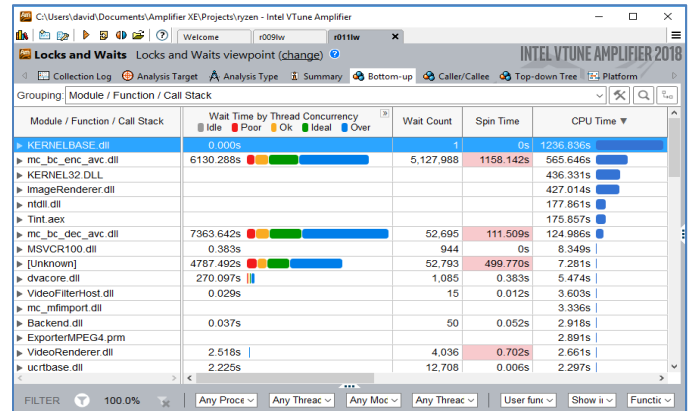 C:\Users\david\Documents\Amplifier XE\Projects\ryzen - Intel VTune Amplifier
Welcome r009lw r011lw
Locks and Waits Locks and Waits viewpoint (change) INTEL VTUNE AMPLIFIER 2018
Collection Log Analysis Target Analysis Type Summary Bottom-up Caller/Callee Top-down Tree Platform
Grouping: Module / Function / Call Stack
Module / Function / Call Stack Wait Time by Thread Concurrency Wait Count Spin Time CPU Time
Idle Poor Ok Ideal Over
KERNELBASE.dll 0.000s 1 0s 1236.836s
mc_bc_enc_avc.dll 6130.288s 5,127,988 1158.142s 565.646s
KERNEL32.DLL 436.331s
ImageRenderer.dll 427.014s
ntdll.dll 177.861s
Tint.aex 175.857s
mc_bc_dec_avc.dll 7363.642s 52,695 111.509s 124.986s
MSVCR100.dll 0.383s 944 0s 8.349s
[Unknown] 4787.492s 52,793 499.770s 7.281s
dvacore.dll 270.097s 1,085 0.383s 5.474s
VideoFilterHost.dll 0.029s 15 0.012s 3.603s
mc_mfimport.dll 3.336s
Backend.dll 0.037s 50 0.052s 2.918s
ExporterMPEG4.prm 2.891s
VideoRenderer.dll 2.518s 4,036 0.702s 2.661s
ucrtbase.dll 2.225s 12,708 0.006s 2.297s
FILTER 100.0% Any Proce Any Threac Any Moc Any Threac User func Show i Functic